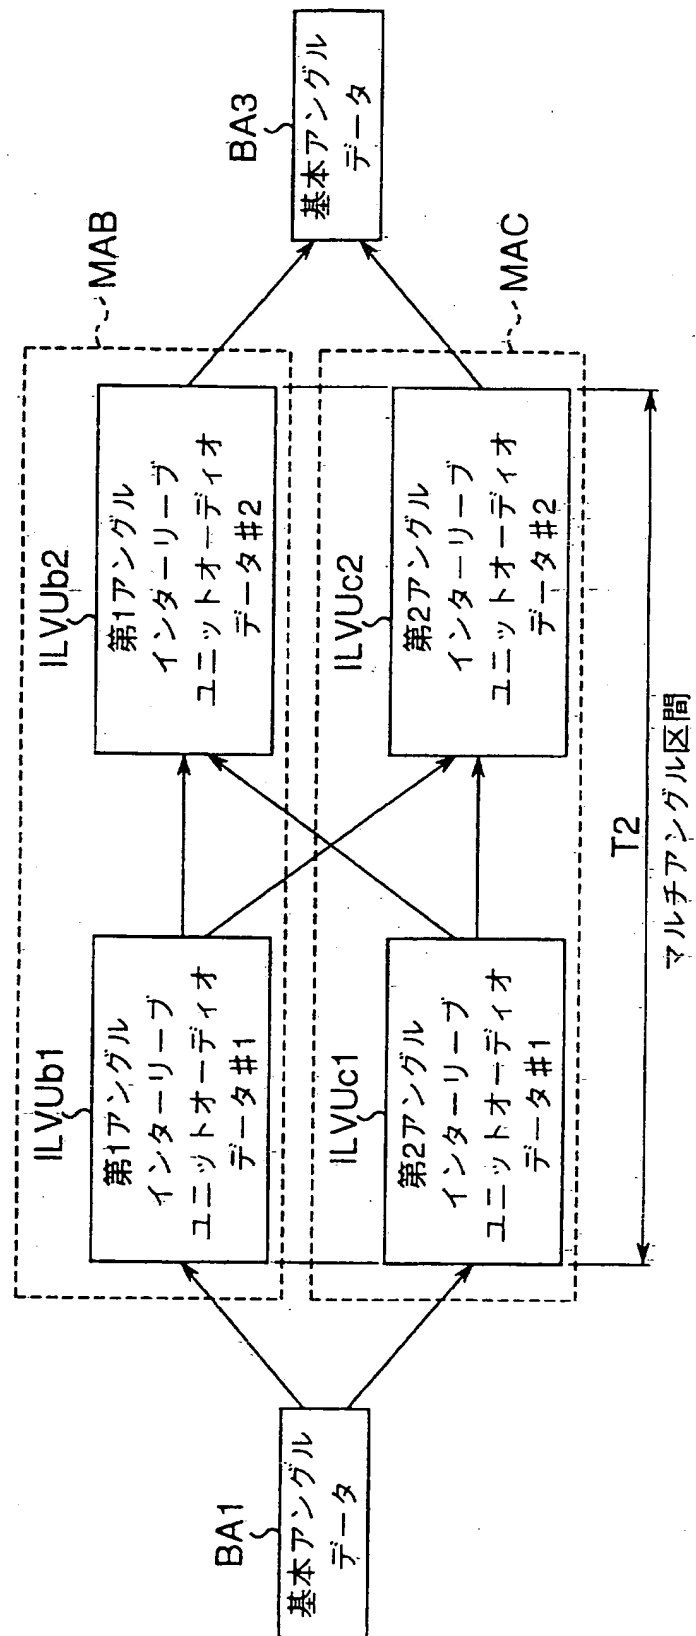 BA1
基本アングル
データ
MAB
ILVUb1
第1アングル
インターリーブ
ユニットオーディオ
データ#1
ILVUb2
第1アングル
インターリーブ
ユニットオーディオ
データ#2
ILVUc1
第2アングル
インターリーブ
ユニットオーディオ
データ#1
ILVUc2
第2アングル
インターリーブ
ユニットオーディオ
データ#2
MAC
BA3
基本アングル
データ
T2
マルチアングル区間